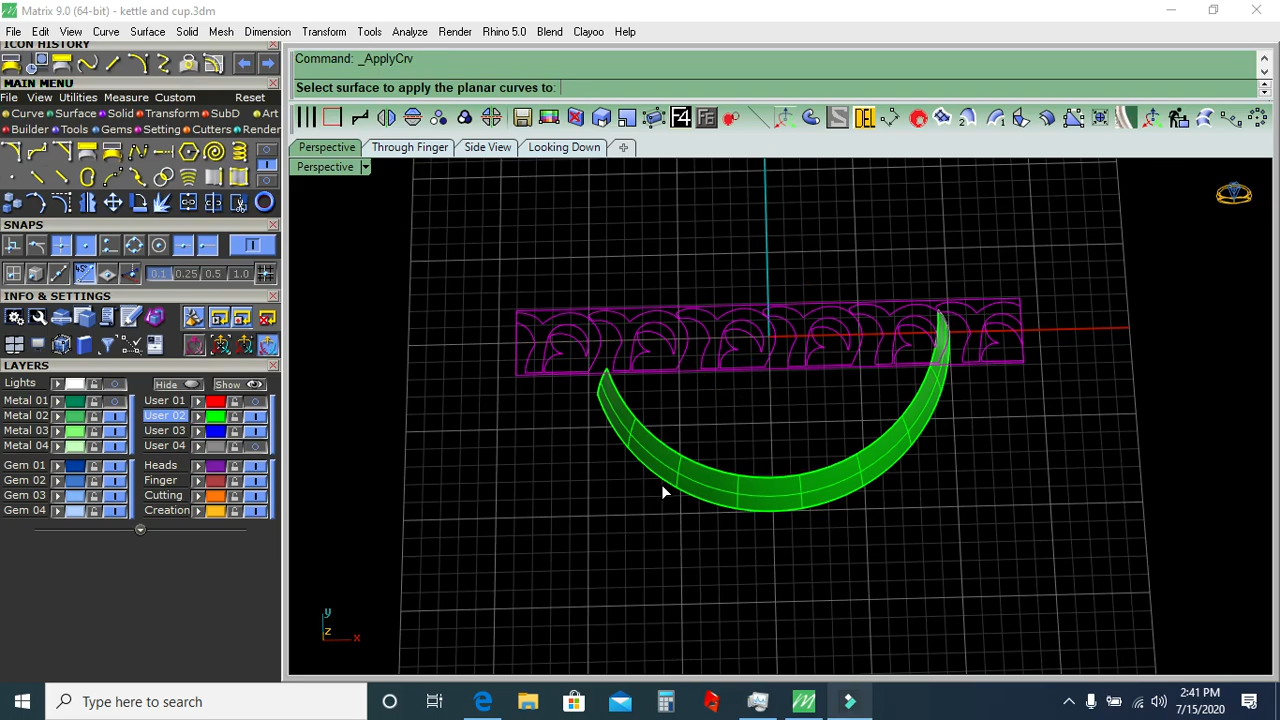 Matrix 9.0 (64-bit) - kettle and cup.3dm
File Edit View Curve Surface Solid Mesh Dimension Transform Tools Analyze Render Rhino 5.0 Blend Clayoo Help
ICON HISTORY
MAIN MENU
File View Utilities Measure Custom Reset
Curve Surface Solid Transform SubD Art
Builder Tools Gems Setting Cutters Render
SNAPS
45°
0.1 0.25 0.5 1.0
INFO & SETTINGS
LAYERS
Lights Hide Show
Metal 01 User 01
Metal 02 User 02
Metal 03 User 03
Metal 04 User 04
Gem 01 Heads
Gem 02 Finger
Gem 03 Cutting
Gem 04 Creation
Command: _ApplyCrv
Select surface to apply the planar curves to:
F4 DEL
Perspective Through Finger Side View Looking Down
Perspective
y
z
x
Type here to search
2:41 PM
7/15/2020